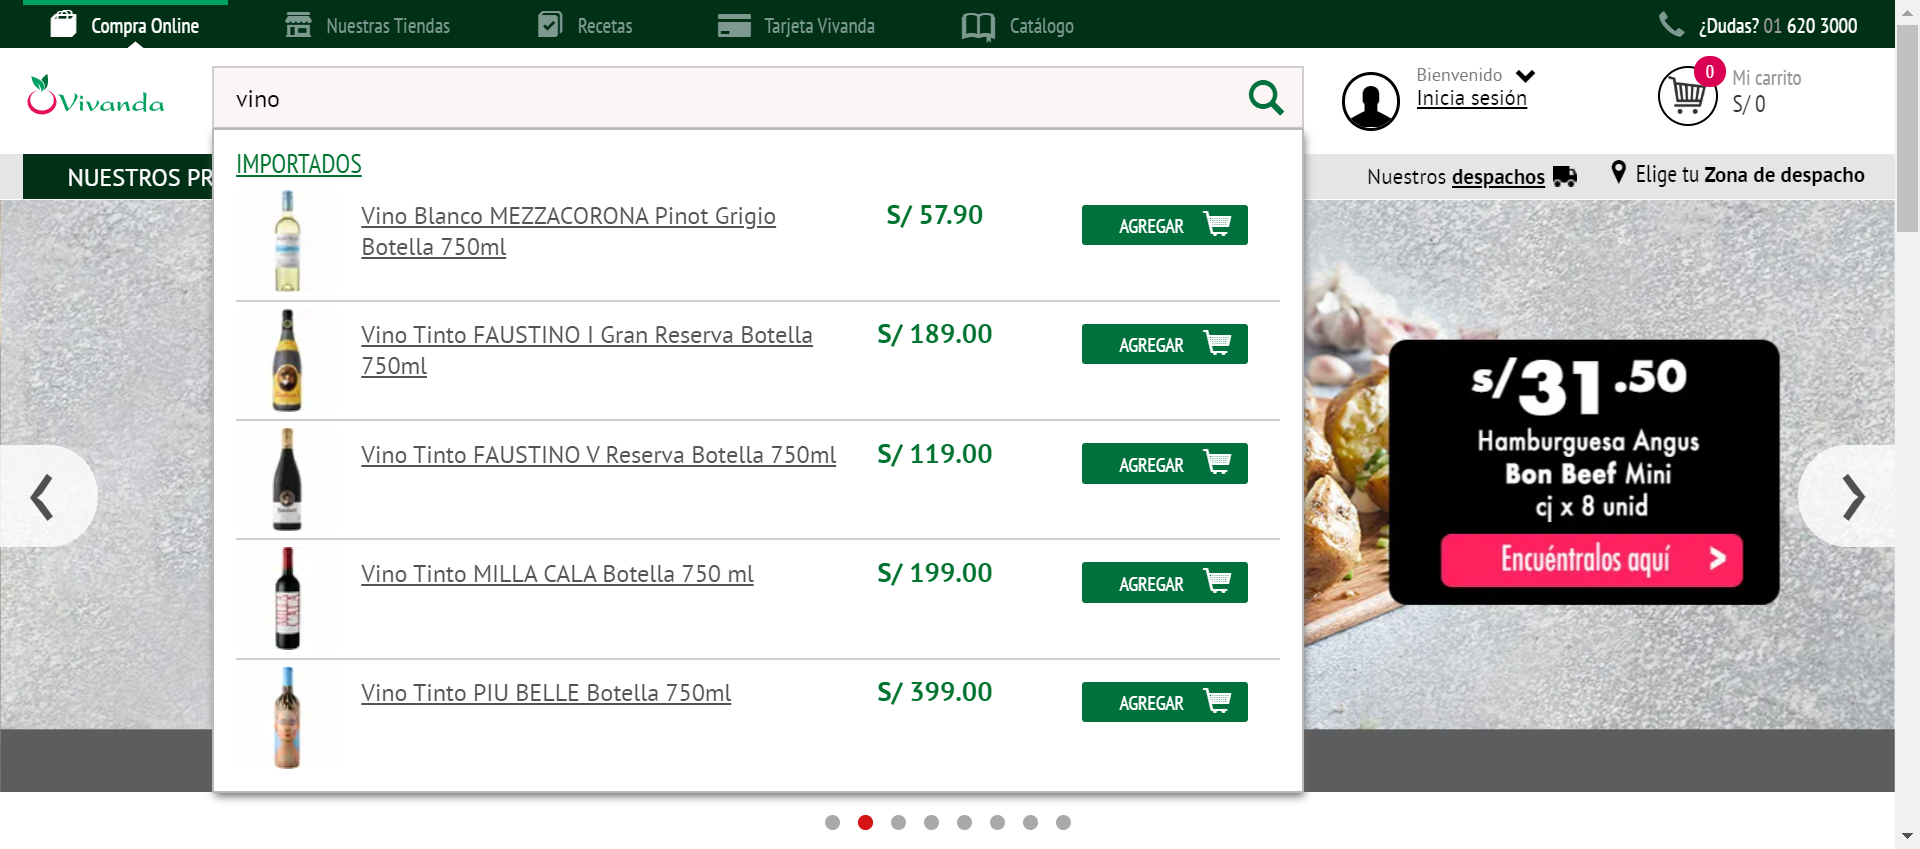 Compra Online
Nuestras Tiendas
Recetas
Tarjeta Vivanda
Catálogo
¿Dudas? 01 620 3000
Vivanda
vino
Bienvenido
Inicia sesión
0
Mi carrito
S/ 0
NUESTROS PR
Nuestros despachos
Elige tu Zona de despacho
IMPORTADOS
Vino Blanco MEZZACORONA Pinot Grigio
Botella 750ml
S/ 57.90
AGREGAR
Vino Tinto FAUSTINO I Gran Reserva Botella
750ml
S/ 189.00
AGREGAR
Vino Tinto FAUSTINO V Reserva Botella 750ml
S/ 119.00
AGREGAR
Vino Tinto MILLA CALA Botella 750 ml
S/ 199.00
AGREGAR
Vino Tinto PIU BELLE Botella 750ml
S/ 399.00
AGREGAR
s/31.50
Hamburguesa Angus
Bon Beef Mini
cj x 8 unid
Encuéntralos aquí